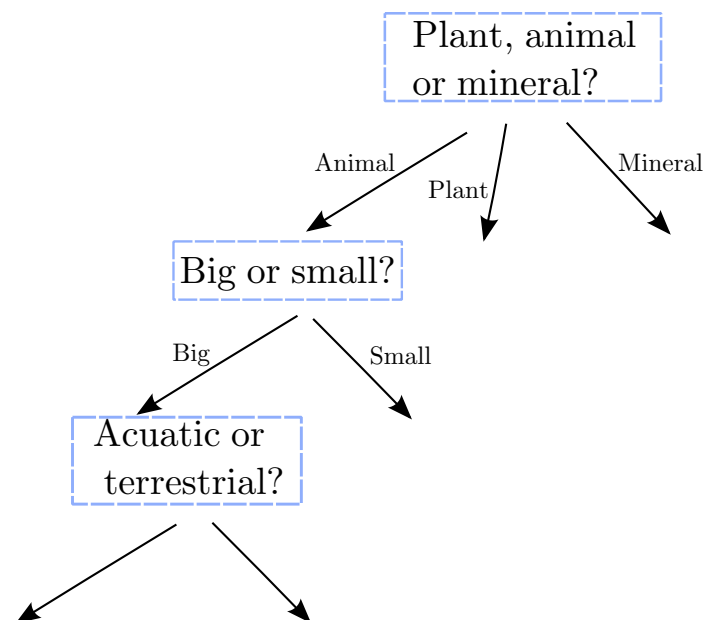 Plant, animal
or mineral?
Animal
Plant
Mineral
Big or small?
Big
Small
Acuatic or
terrestrial?